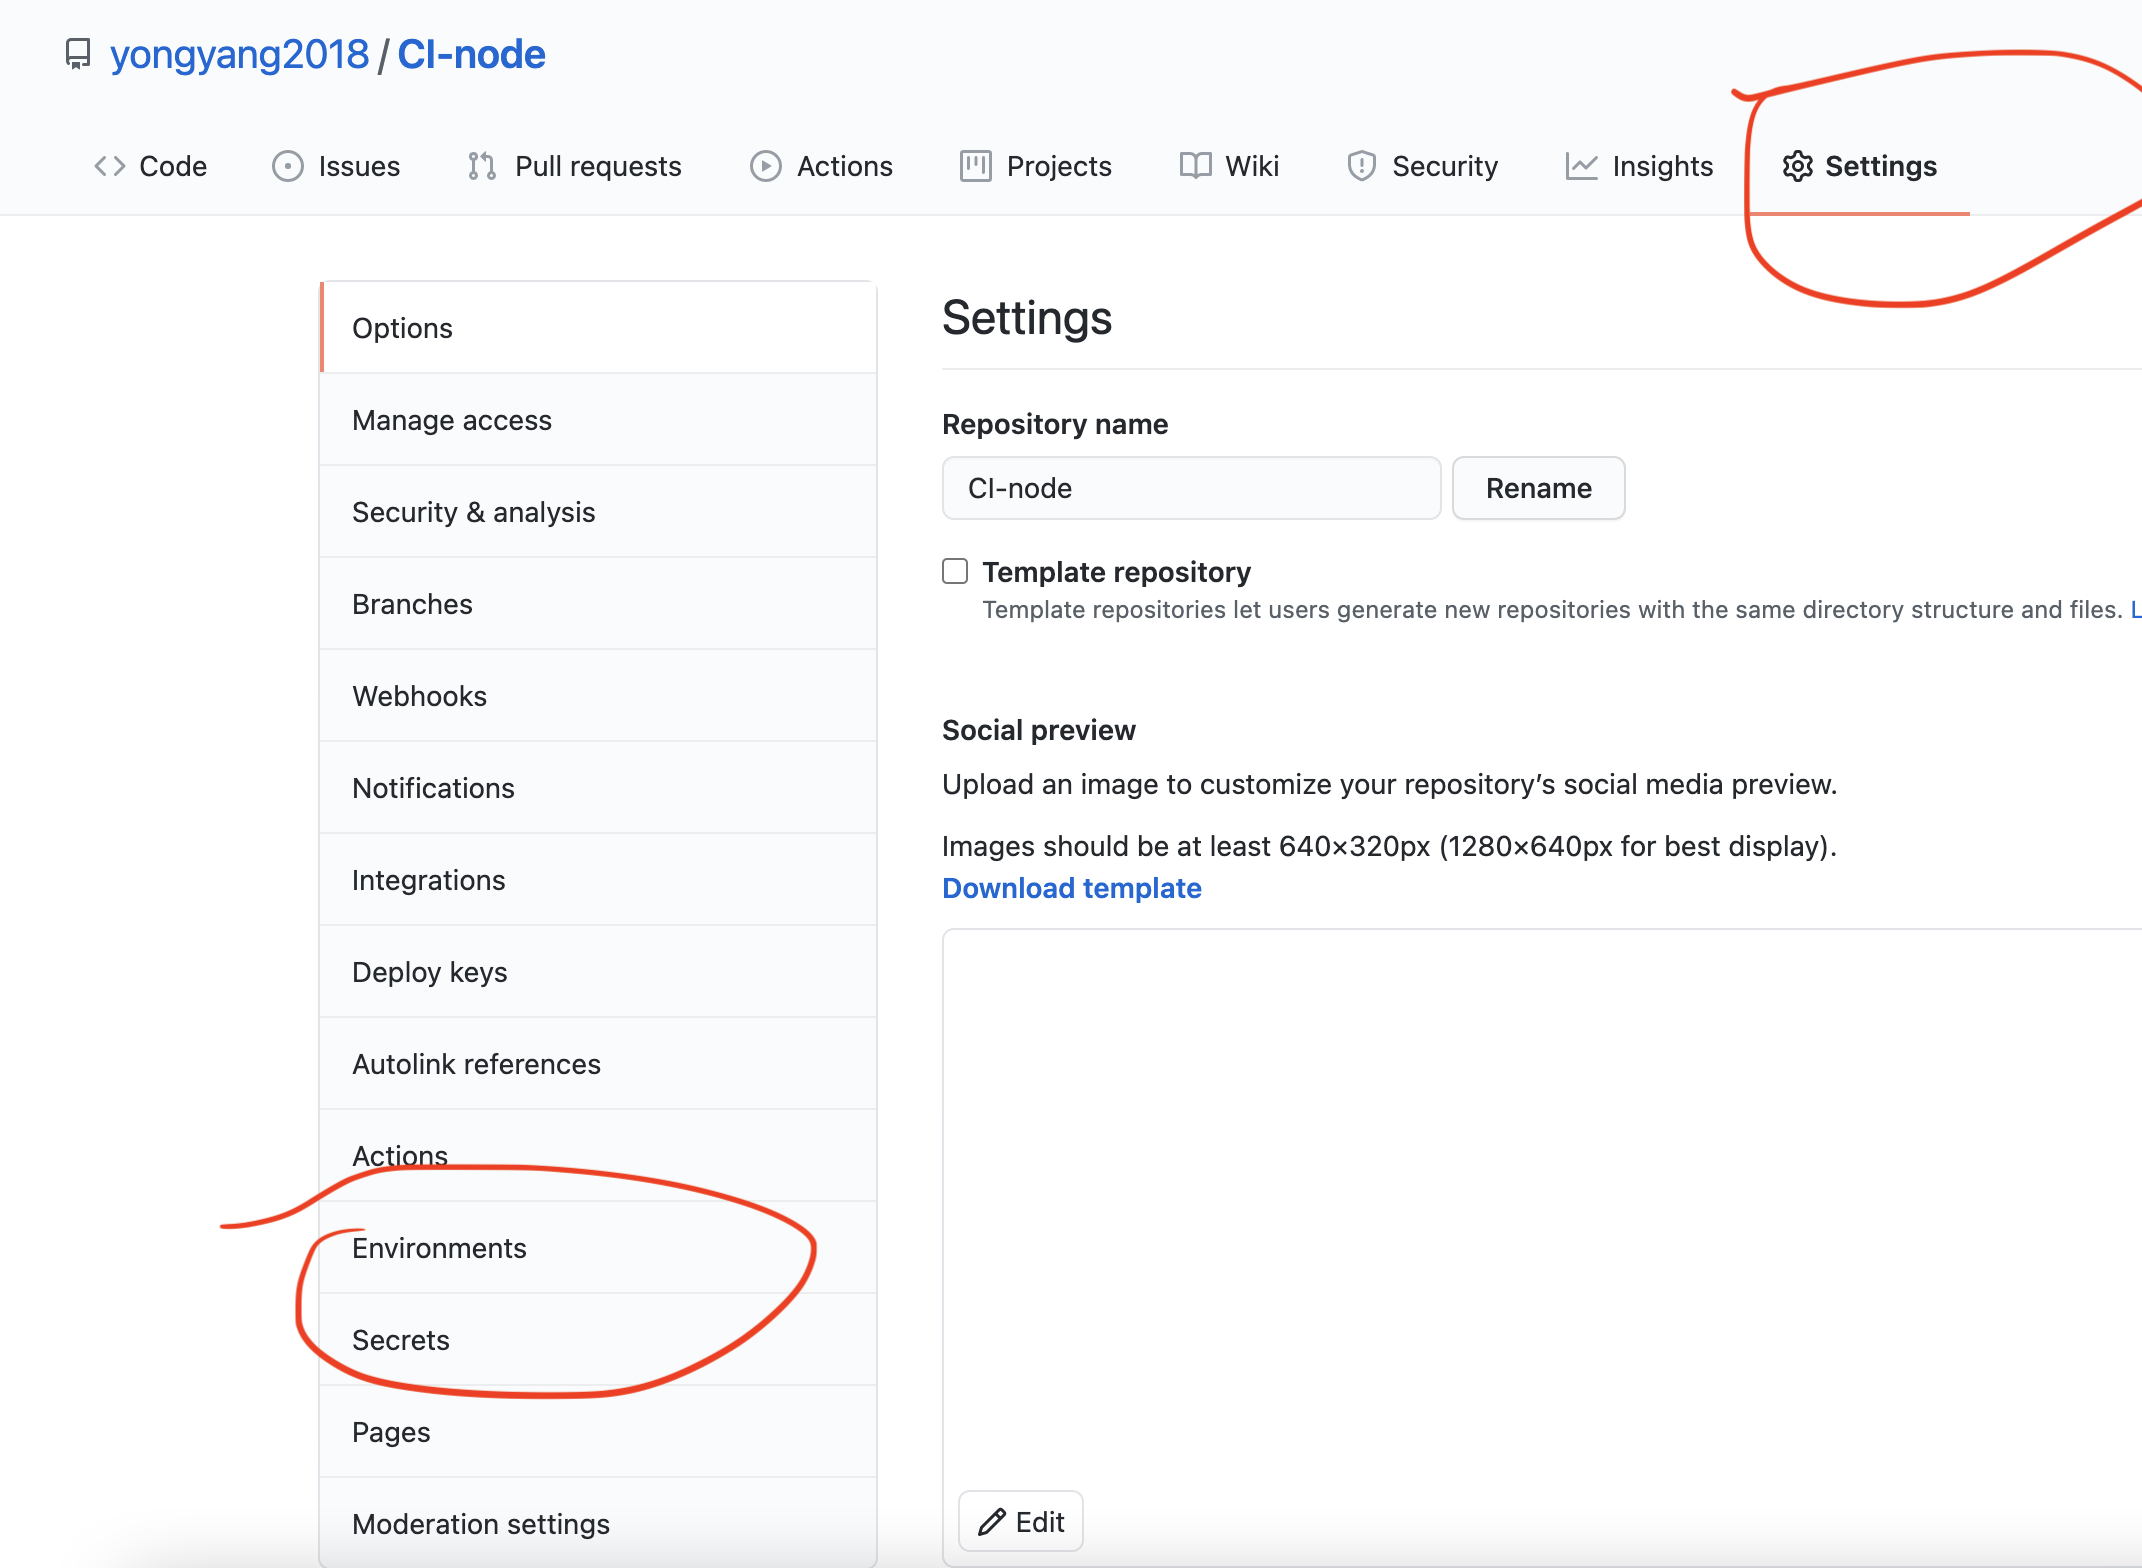 yongyang2018 / CI-node
Code Issues Pull requests Actions Projects Wiki Security Insights Settings
Options
Manage access
Security & analysis
Branches
Webhooks
Notifications
Integrations
Deploy keys
Autolink references
Actions
Environments
Secrets
Pages
Moderation settings
Settings
Repository name
CI-node Rename
Template repository
Template repositories let users generate new repositories with the same directory structure and files.
Social preview
Upload an image to customize your repository’s social media preview.
Images should be at least 640×320px (1280×640px for best display).
Download template
Edit